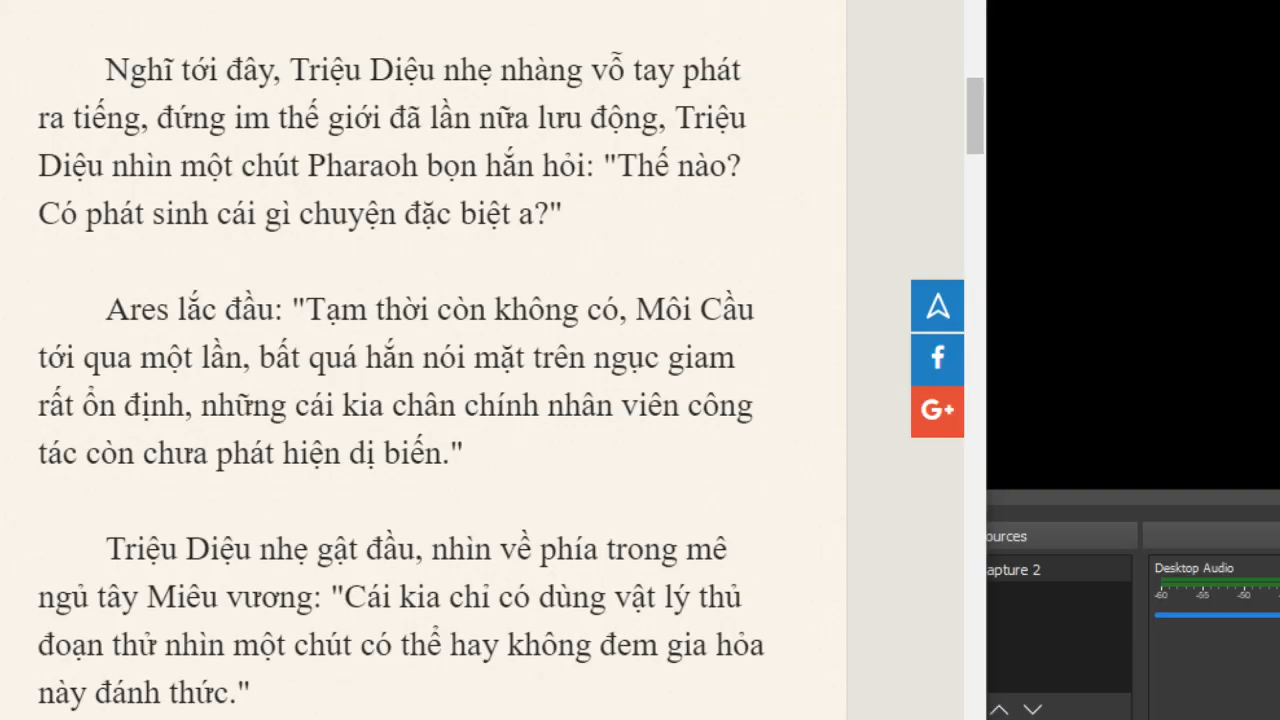 Nghĩ tới đây, Triệu Diệu nhẹ nhàng vỗ tay phát
ra tiếng, đứng im thế giới đã lần nữa lưu động, Triệu
Diệu nhìn một chút Pharaoh bọn hắn hỏi: "Thế nào?
Có phát sinh cái gì chuyện đặc biệt a?"
Ares lắc đầu: "Tạm thời còn không có, Môi Cầu
tới qua một lần, bất quá hắn nói mặt trên ngục giam
rất ổn định, những cái kia chân chính nhân viên công
tác còn chưa phát hiện dị biến."
Triệu Diệu nhẹ gật đầu, nhìn về phía trong mê
ngủ tây Miêu vương: "Cái kia chỉ có dùng vật lý thủ
đoạn thử nhìn một chút có thể hay không đem gia hỏa
này đánh thức."
f
G+
ources
apture 2
Desktop Audio
-60 -55 -50